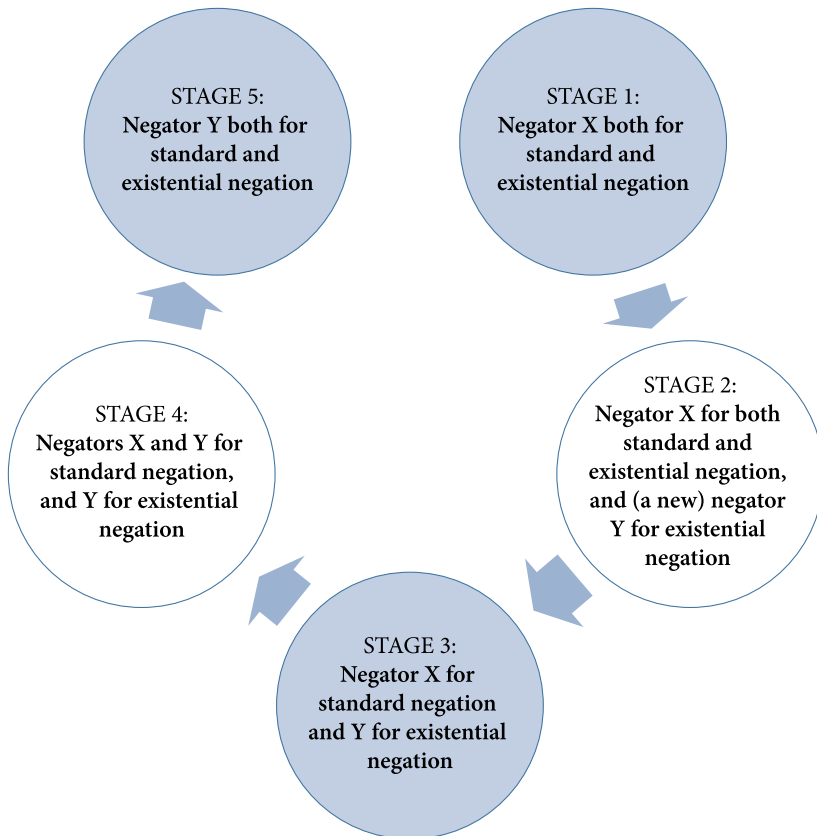 STAGE 5:
Negator Y both for
standard and
existential negation
STAGE 1:
Negator X both for
standard and
existential negation
STAGE 4:
Negators X and Y for
standard negation,
and Y for existential
negation
STAGE 2:
Negator X for both
standard and
existential negation,
and (a new) negator
Y for existential
negation
STAGE 3:
Negator X for
standard negation
and Y for existential
negation